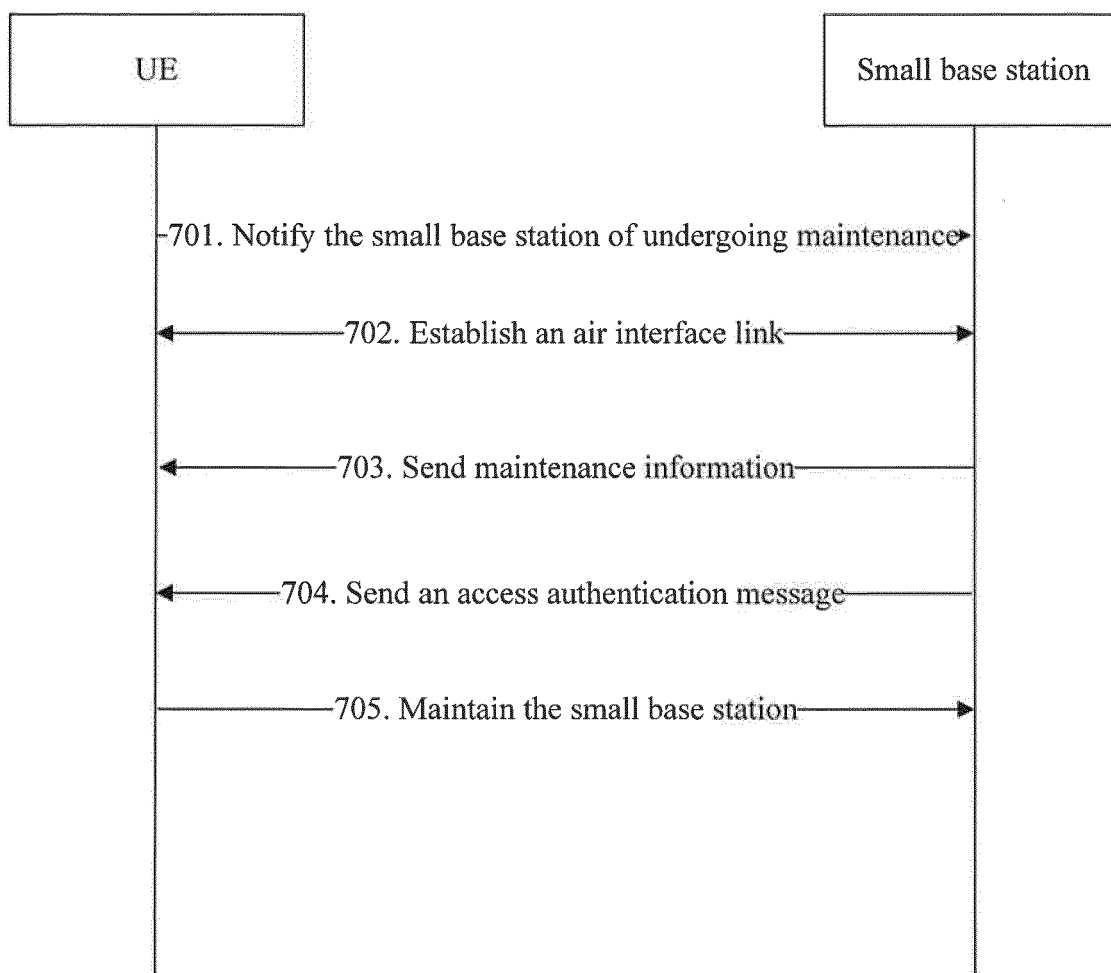 UE
Small base station
701. Notify the small base station of undergoing maintenance
702. Establish an air interface link
703. Send maintenance information
704. Send an access authentication message
705. Maintain the small base station